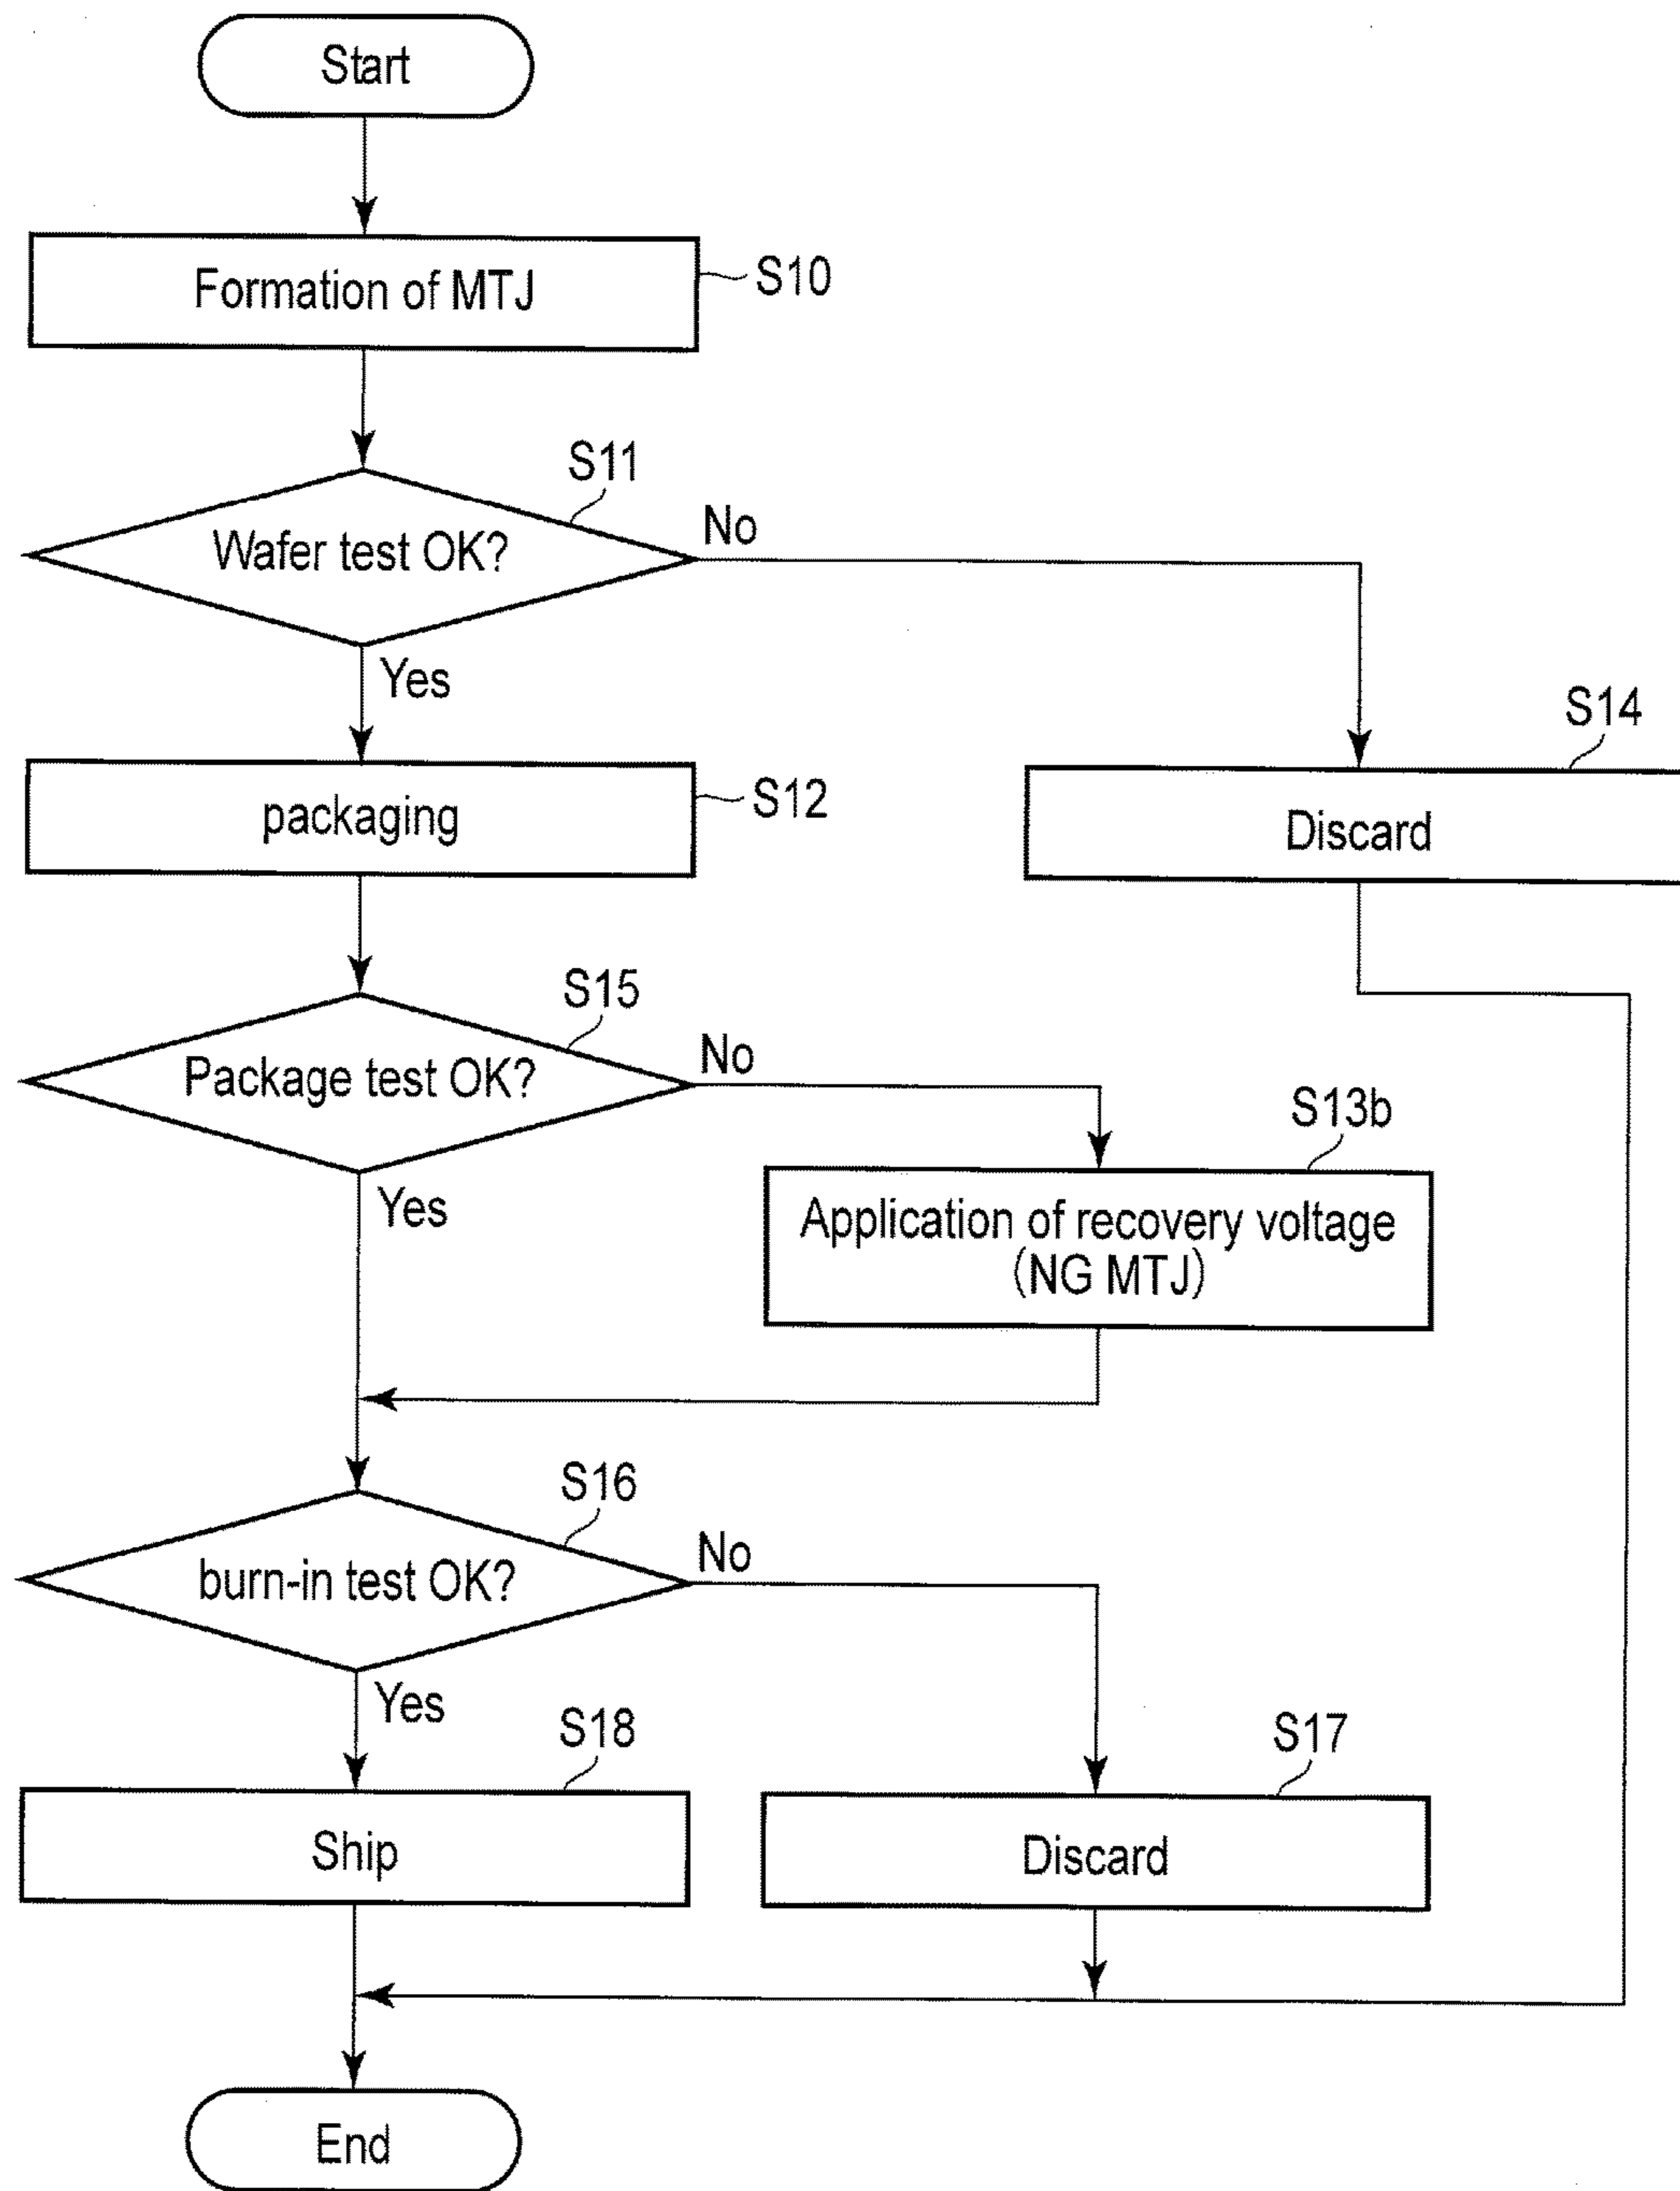 Start
Formation of MTJ
S10
S11
Wafer test OK?
No
Yes
S14
packaging
S12
Discard
S15
Package test OK?
No
S13b
Yes
Application of recovery voltage
(NG MTJ)
S16
burn-in test OK?
No
Yes
S18
S17
Ship
Discard
End